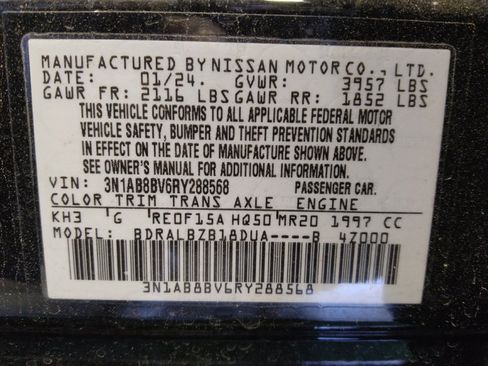 MANUFACTURED BY NISSAN MOTOR CO., LTD.
DATE: 01/24. GVWR: 3957 LBS
GAWR FR: 2116 LBS GAWR RR: 1852 LBS
THIS VEHICLE CONFORMS TO ALL APPLICABLE FEDERAL MOTOR
VEHICLE SAFETY, BUMPER AND THEFT PREVENTION STANDARDS
IN EFFECT ON THE DATE OF MANUFACTURE SHOWN ABOVE.
SEE OWNER'S MANUAL FOR ADDITIONAL INFORMATION.
VIN: 3N1AB8BV6RY288568 PASSENGER CAR.
COLOR TRIM TRANS AXLE ENGINE
KH3 G RE0F15A HQ50 MR20 1997 CC
MODEL: BDRALBZB18DUA----B 47000
3N1AB8BV6RY288568